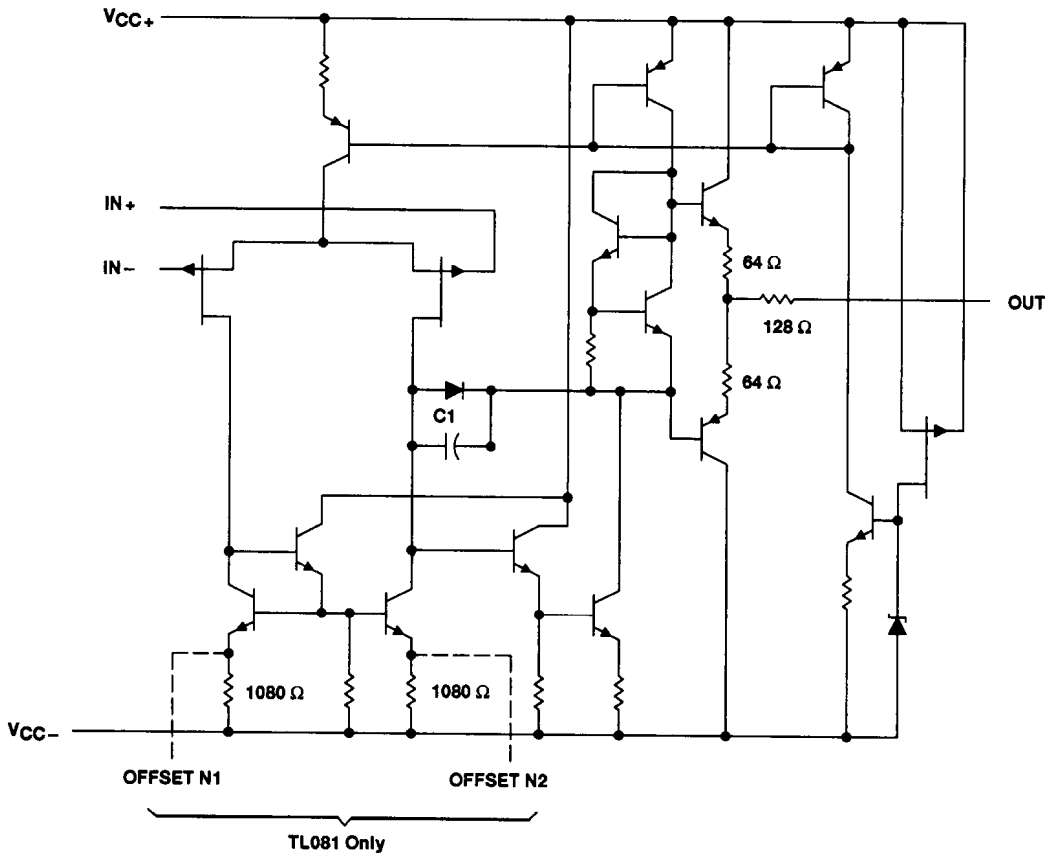 VCC+
IN+
IN–
64 Ω
OUT
128 Ω
64 Ω
C1
1080 Ω
1080 Ω
VCC–
OFFSET N1
OFFSET N2
TL081 Only